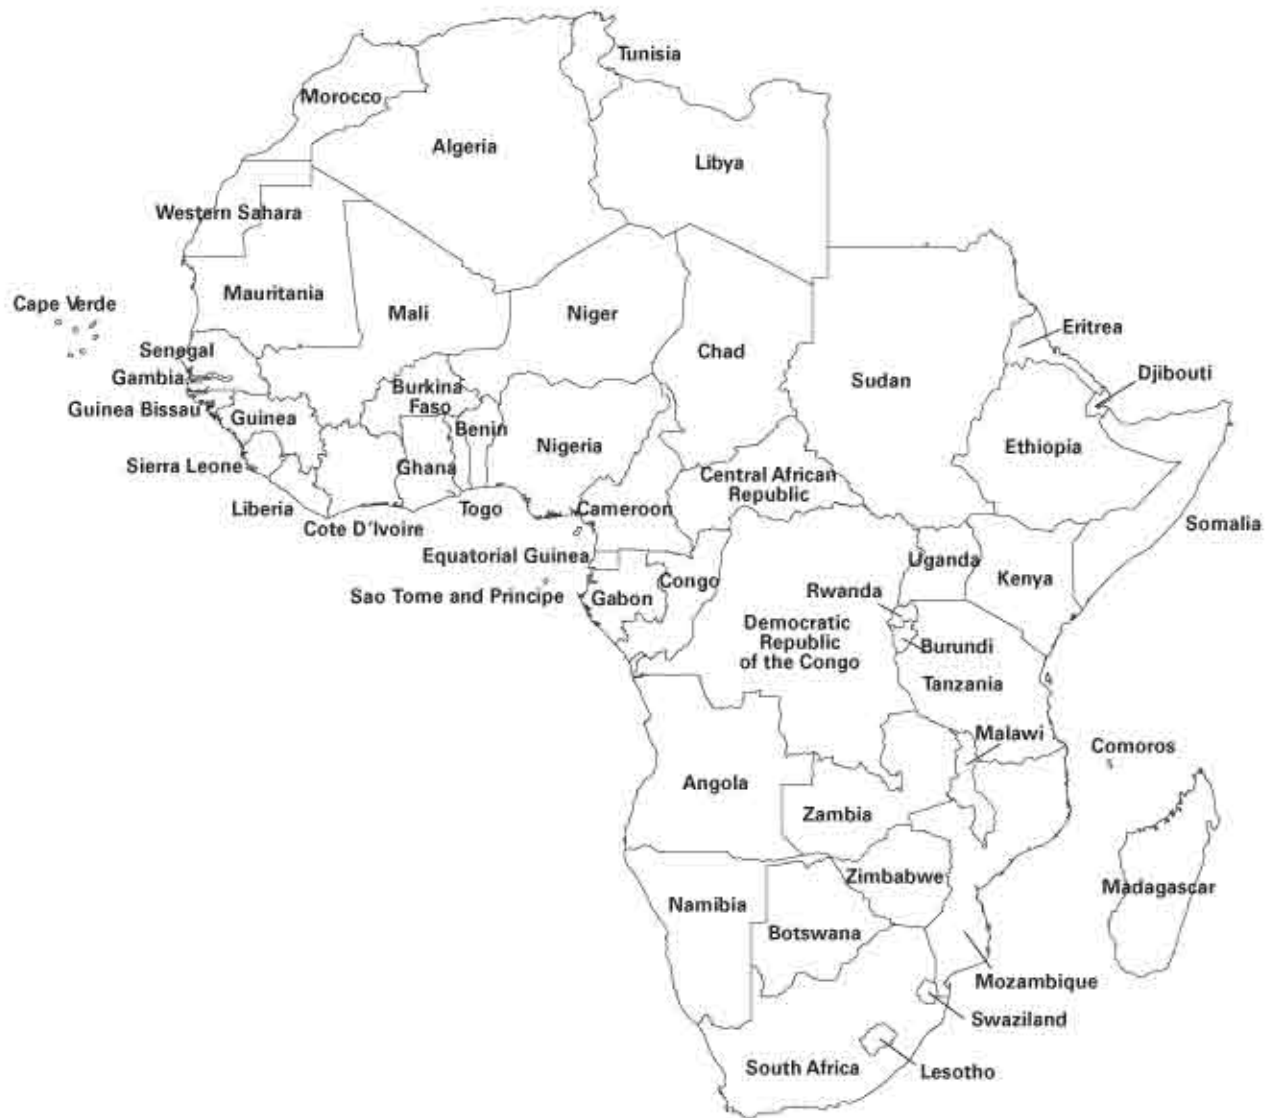 Tunisia
Morocco
Algeria
Libya
Western Sahara
Mauritania
Cape Verde
Mali
Niger
Eritrea
Senegal
Chad
Djibouti
Gambia
Sudan
Burkina
Faso
Guinea Bissau
Guinea
Benin
Nigeria
Ethiopia
Sierra Leone
Ghana
Central African
Republic
Liberia
Togo
Cameroon
Cote D'Ivoire
Somalia
Equatorial Guinea
Uganda
Congo
Kenya
Rwanda
Sao Tome and Principe
Gabon
Democratic
Republic
of the Congo
Burundi
Tanzania
Malawi
Comoros
Angola
Zambia
Zimbabwe
Madagascar
Namibia
Botswana
Mozambique
Swaziland
South Africa
Lesotho